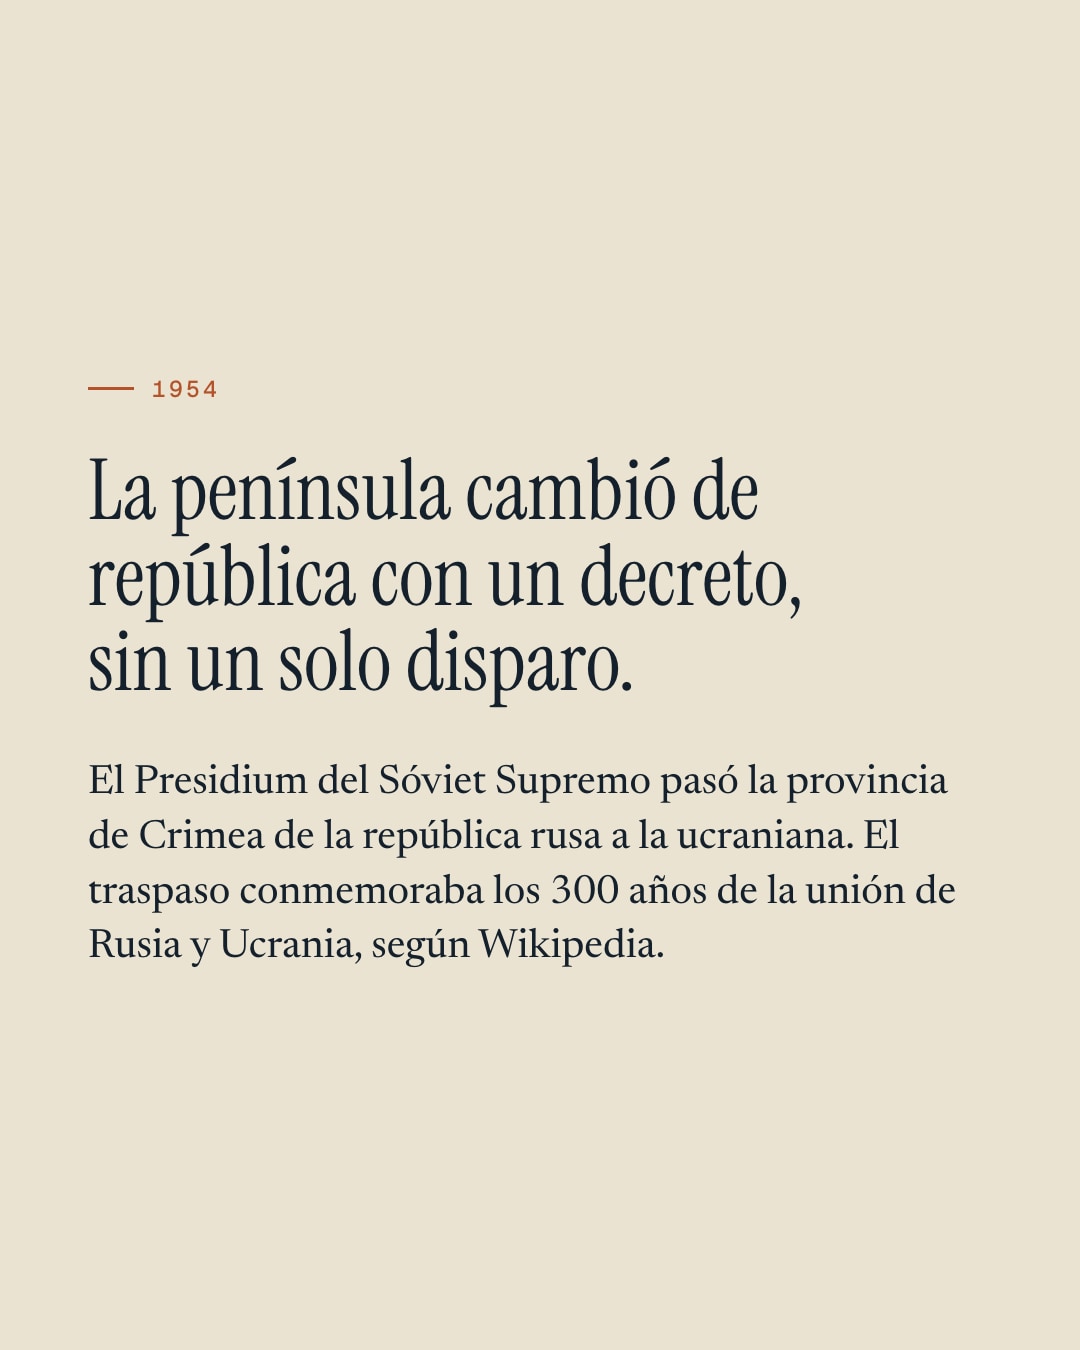 1954
La península cambió de
república con un decreto,
sin un solo disparo.
El Presidium del Sóviet Supremo pasó la provincia
de Crimea de la república rusa a la ucraniana. El
traspaso conmemoraba los 300 años de la unión de
Rusia y Ucrania, según Wikipedia.